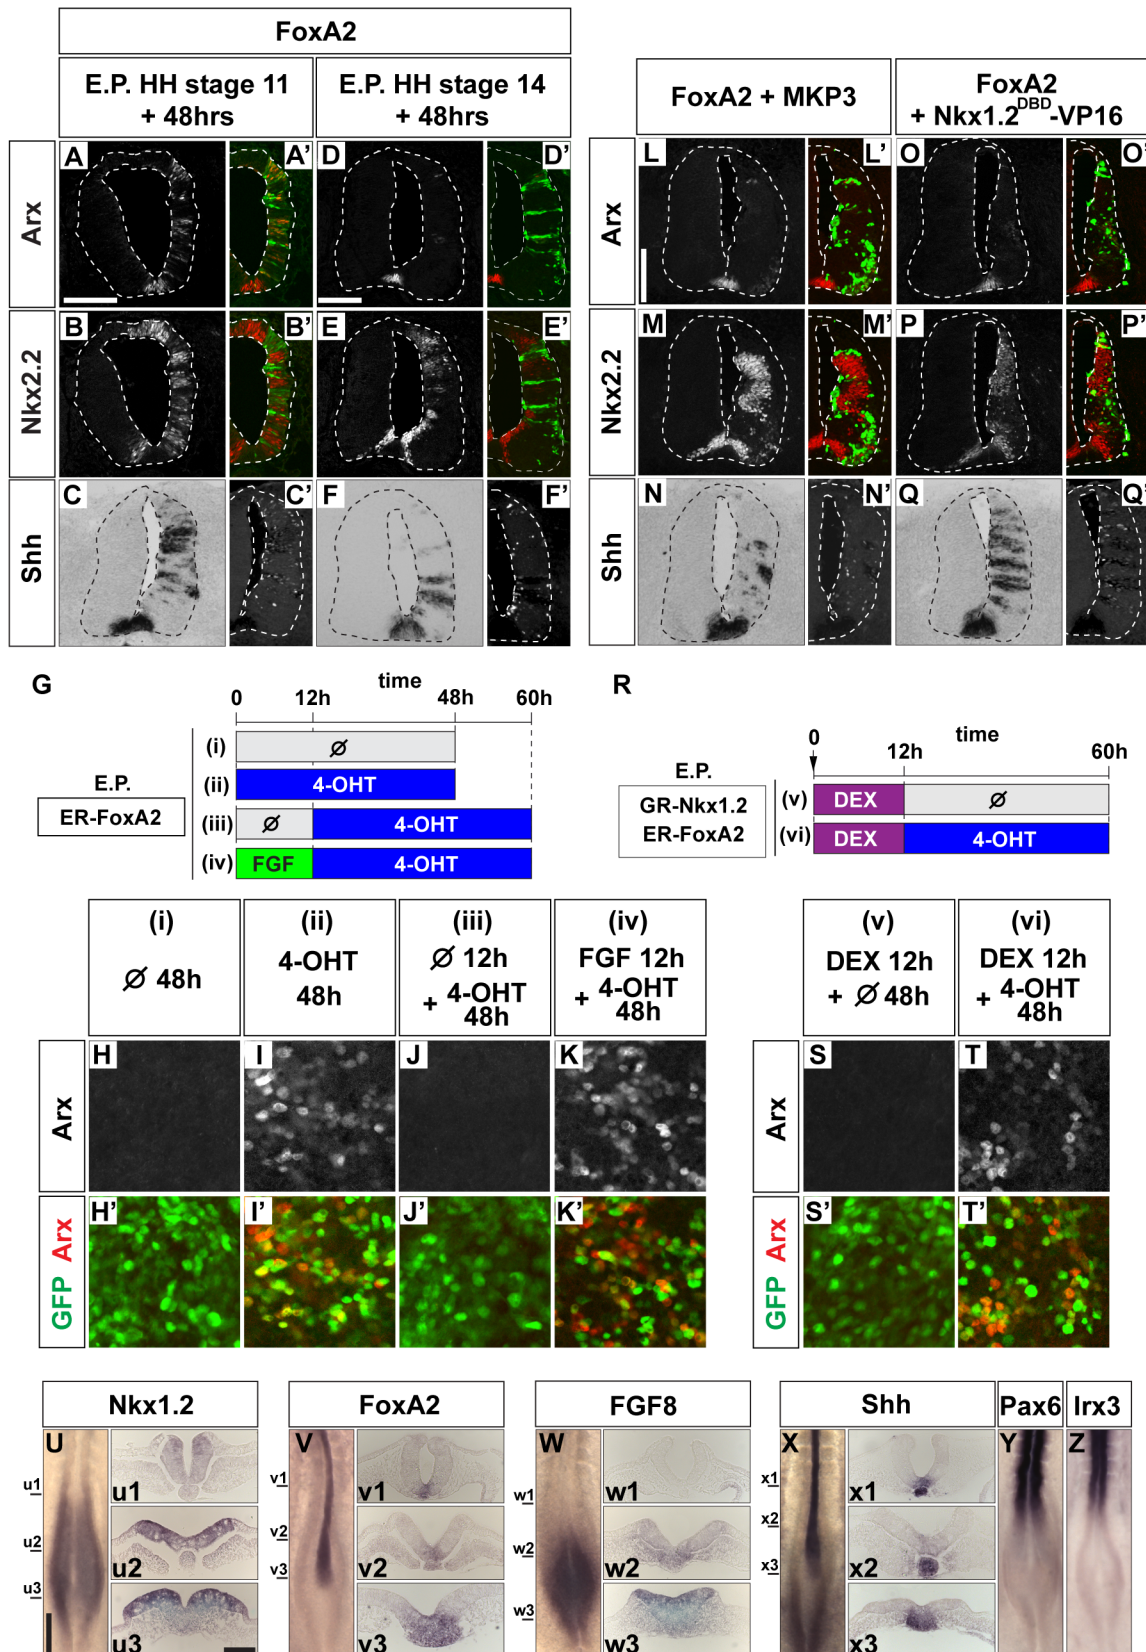 FoxA2
E.P. HH stage 11
+ 48hrs
E.P. HH stage 14
+ 48hrs
FoxA2 + MKP3
FoxA2
+ Nkx1.2DBD-VP16
Arx
A A' D D'
Arx
L L' O O'
Nkx2.2
B B' E E'
Nkx2.2
M M' P P'
Shh
C C' F F'
Shh
N N' Q Q'
G
time
0 12h 48h 60h
E.P.
ER-FoxA2
(i) Ø
(ii) 4-OHT
(iii) Ø 4-OHT
(iv) FGF 4-OHT
R
time
0 12h 60h
E.P.
GR-Nkx1.2
ER-FoxA2
(v) DEX Ø
(vi) DEX 4-OHT
(i)
Ø 48h
(ii)
4-OHT
48h
(iii)
Ø 12h
+ 4-OHT
48h
(iv)
FGF 12h
+ 4-OHT
48h
(v)
DEX 12h
+ Ø 48h
(vi)
DEX 12h
+ 4-OHT
48h
Arx
H I J K
Arx
S T
GFP Arx
H' I' J' K'
GFP Arx
S' T'
Nkx1.2
FoxA2
FGF8
Shh
Pax6
Irx3
U
u1
u2
u3
u1
u2
u3
V
v1
v2
v3
v1
v2
v3
W
w1
w2
w3
w1
w2
w3
X
x1
x2
x3
x1
x2
x3
Y
Z